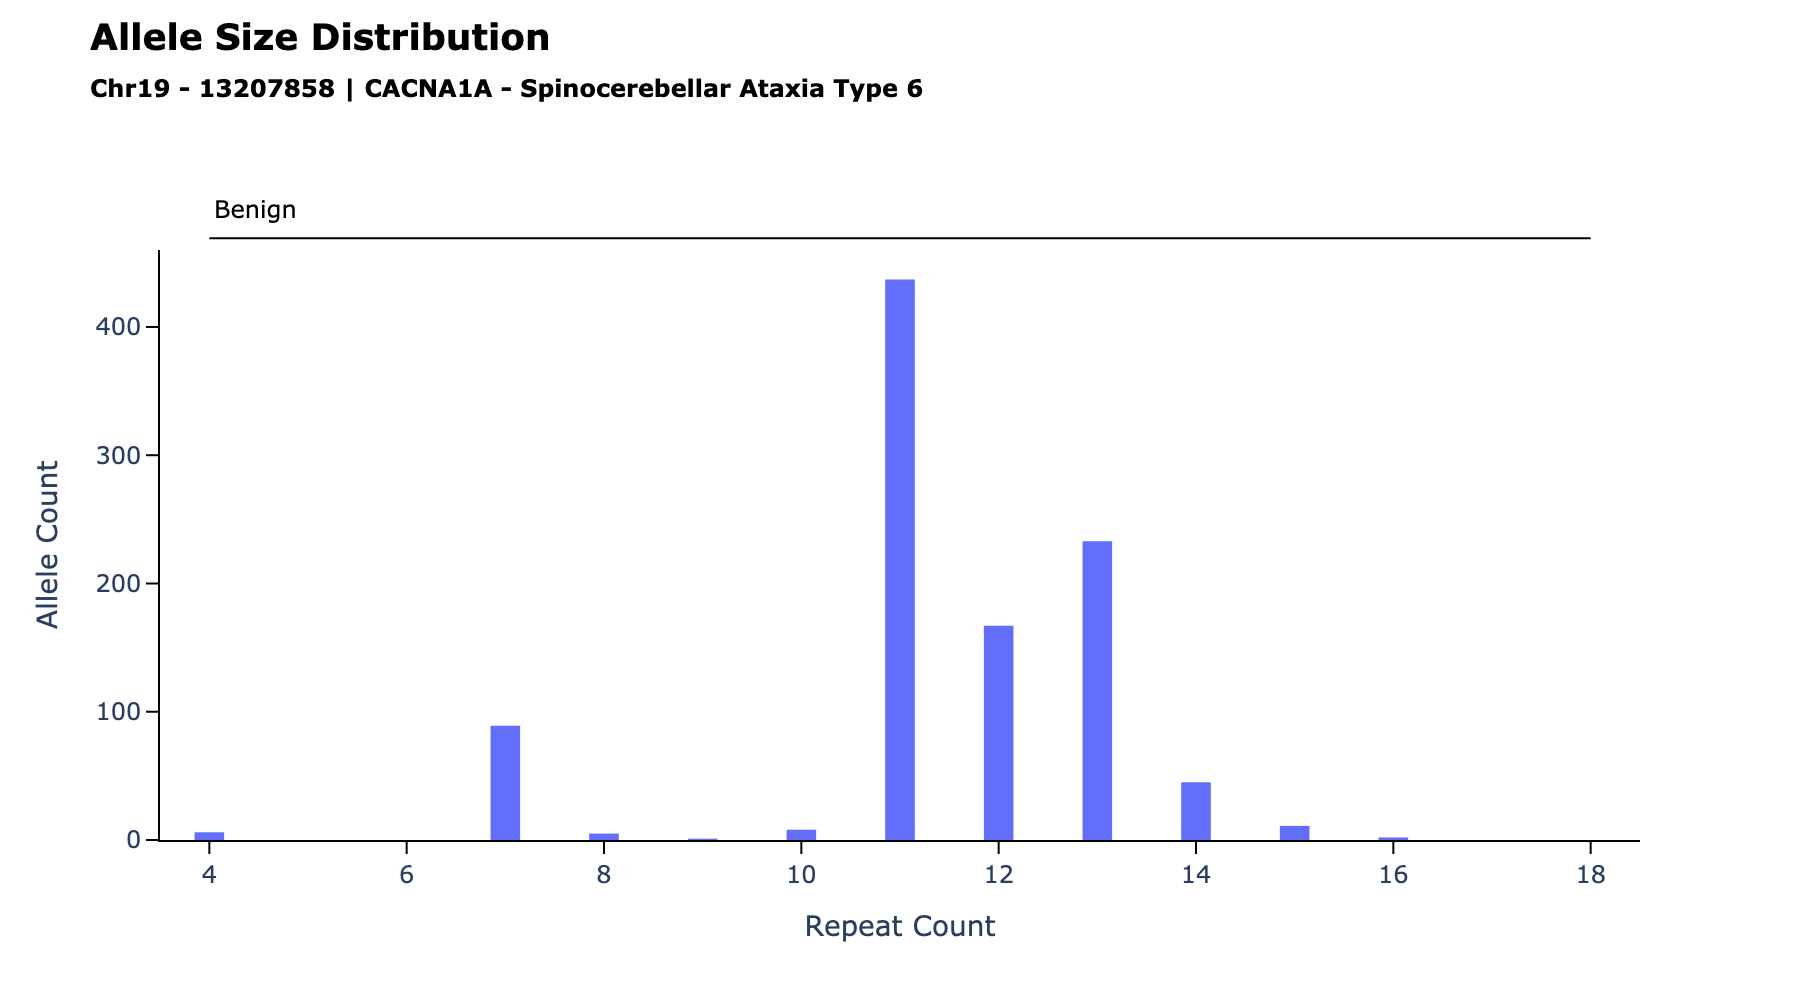 Allele Size Distribution
Chr19 - 13207858 | CACNA1A - Spinocerebellar Ataxia Type 6
Benign
400
300
200
100
0
Allele Count
4 6 8 10 12 14 16 18
Repeat Count